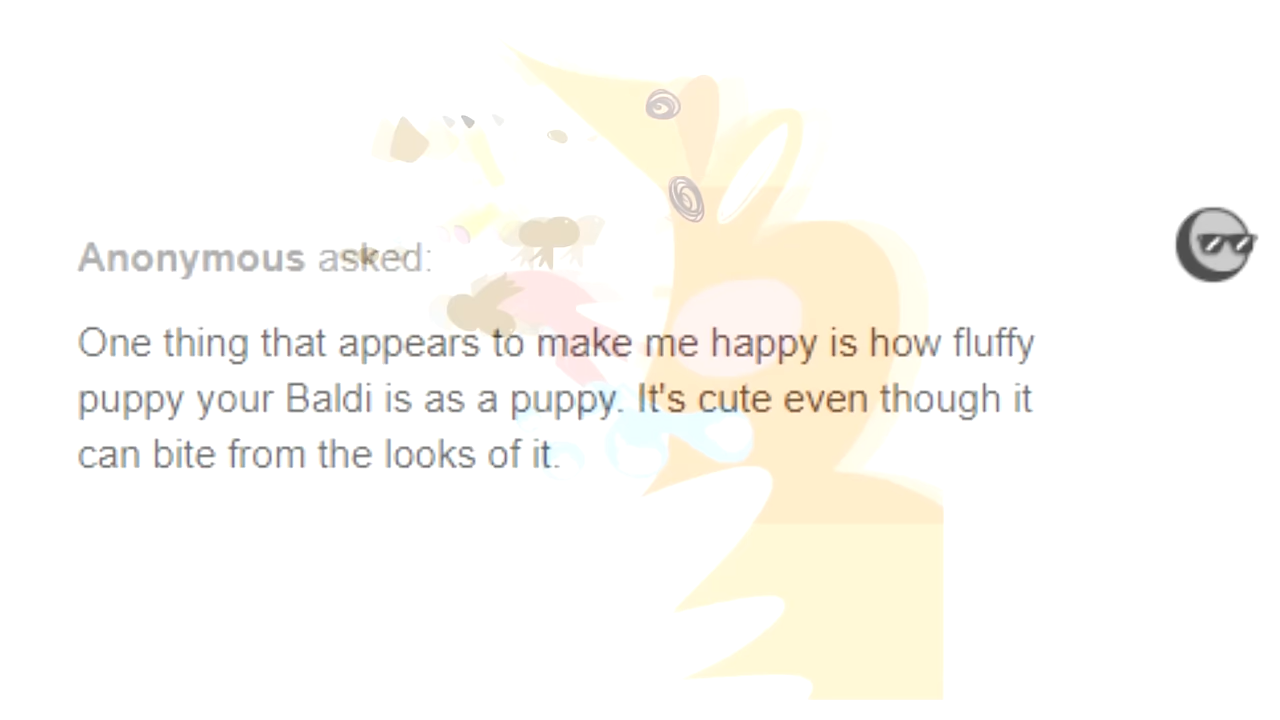 Anonymous asked:
One thing that appears to make me happy is how fluffy
puppy your Baldi is as a puppy. It's cute even though it
can bite from the looks of it.